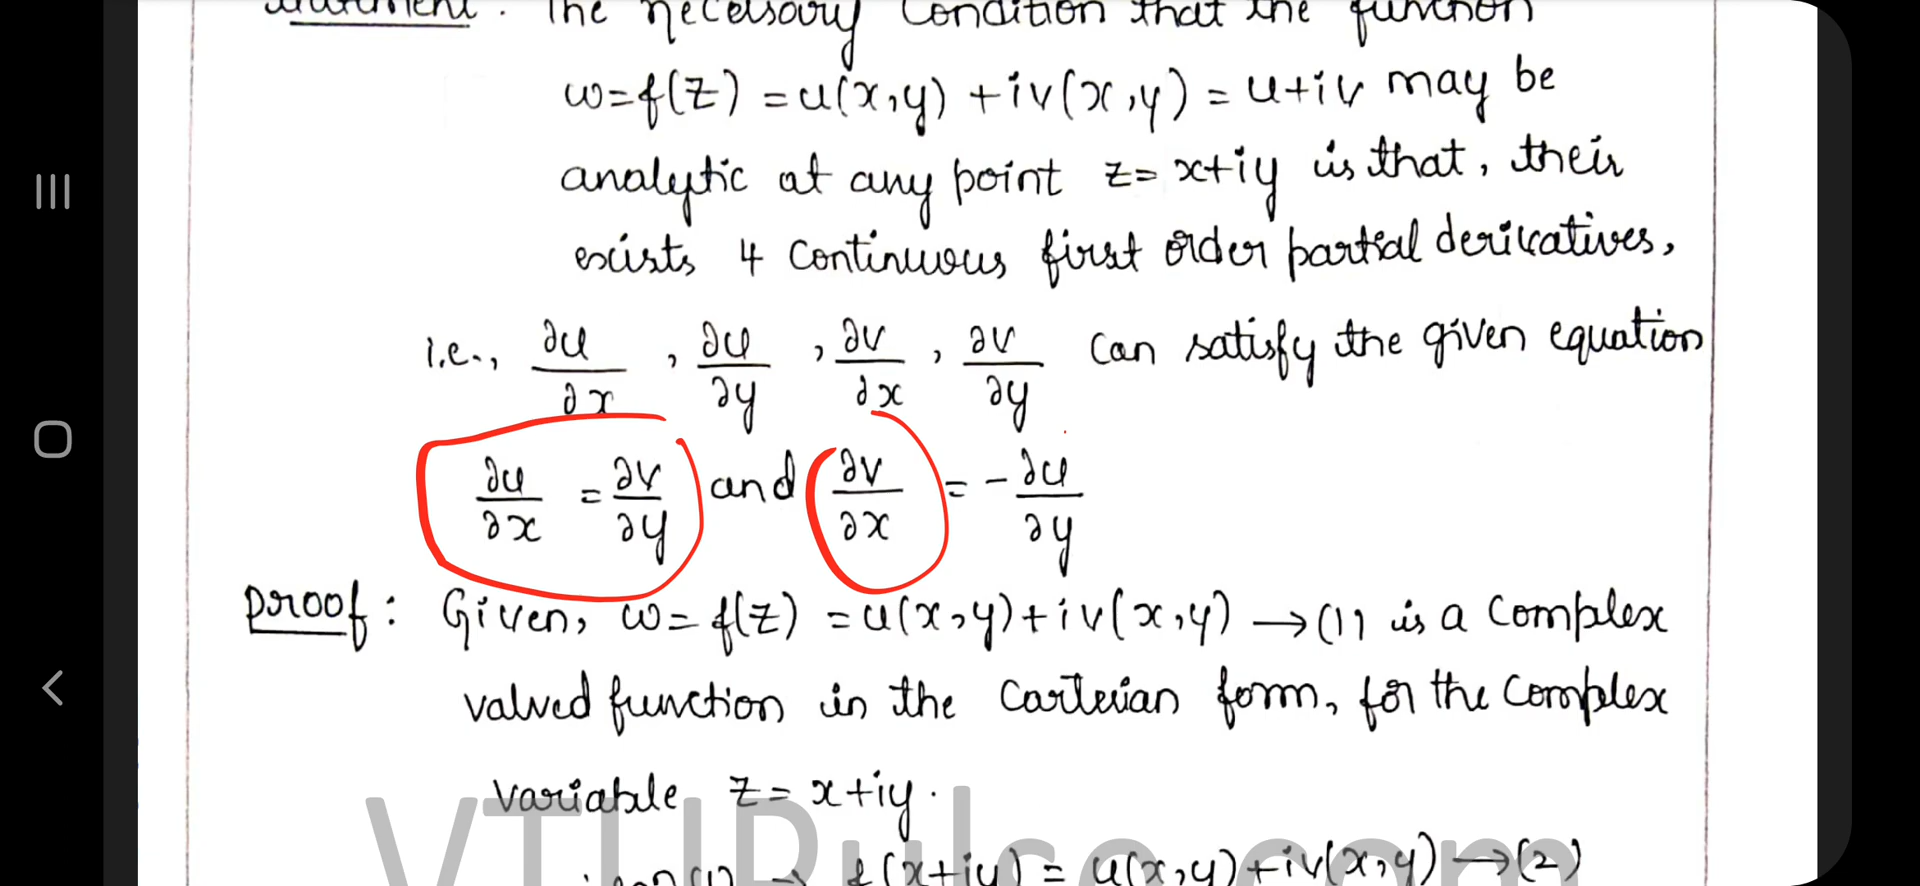 Statement : The necessary condition that the function
w=f(z) = u(x,y) + iv(x,y) = u+iv may be
analytic at any point z= x+iy is that, their
exists 4 continuous first order partial derivatives,
i.e., ∂u/∂x , ∂u/∂y , ∂v/∂x , ∂v/∂y can satisfy the given equation
∂u/∂x = ∂v/∂y and ∂v/∂x = -∂u/∂y
Proof : Given, w= f(z) = u(x,y)+iv(x,y) →(1) is a complex
valued function in the cartesian form, for the complex
variable z= x+iy.
VTUPulse.com
f(x+iy) = u(x,y)+iv(x,y) →(2)